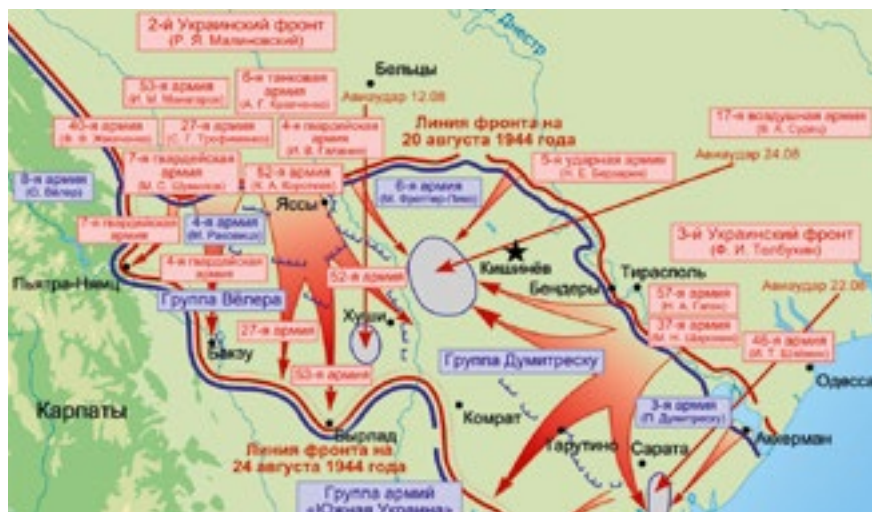 2-й Украинский фронт
(Р. Я. Малиновский)
Днестр
53-я армия
(И. М. Манагаров)
6-я танковая
армия
(А. Г. Кравченко)
Бельцы
Авиаудар 12.08
17-я воздушная армия
(В. А. Судец)
40-я армия
27-я армия
(С. Г. Трофименко)
4-я гвардейская
армия
(И. В. Галанин)
Линия фронта на
20 августа 1944 года
Авиаудар 24.08
7-я гвардейская
армия
(М. С. Шумилов)
52-я армия
(К. А. Коротеев)
5-я ударная армия
(Н. Е. Берзарин)
8-я армия
(О. Вёлер)
6-я армия
(М. Фреттер-Пико)
Яссы
7-я гвардейская
армия
4-я армия
3-й Украинский фронт
(Ф. И. Толбухин)
4-я гвардейская
армия
52-я армия
Кишинёв
Тирасполь
Пьятра-Нямц
Бендеры
Авиаудар 22.08
Группа Вёлера
57-я армия
(Н. А. Гаген)
27-я армия
Хуши
37-я армия
(М. Н. Шарохин)
46-я армия
(И. Т. Шлёмин)
Бакэу
Группа Думитреску
53-я армия
Одесса
Карпаты
Комрат
3-я армия
(П. Думитреску)
Бырлад
Тарутино
Сарата
Аккерман
Линия фронта на
24 августа 1944 года
Группа армий
«Южная Украина»